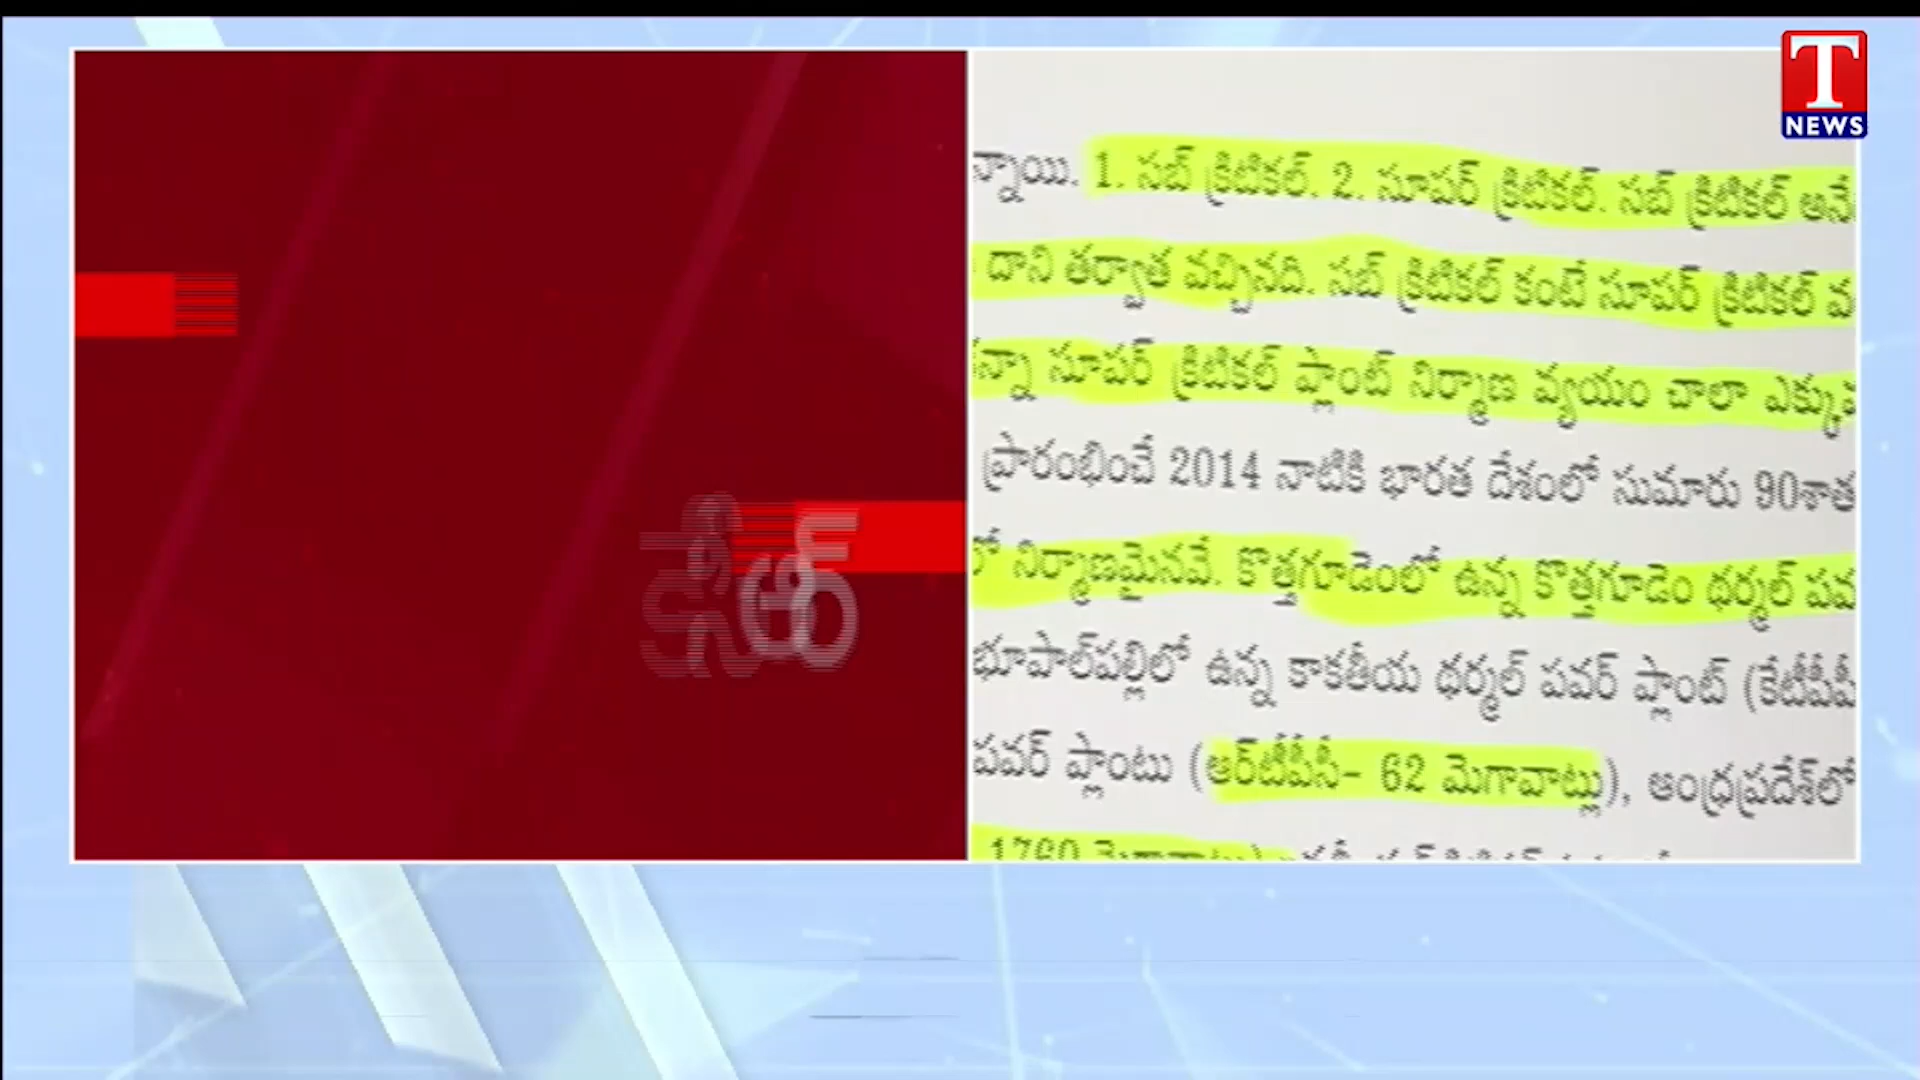 T
NEWS
న్నాయి. 1. సబ్ క్రిటికల్. 2. సూపర్ క్రిటికల్. సబ్ క్రిటికల్ అనే
దాని తర్వాత వచ్చినది. సబ్ క్రిటికల్ కంటే సూపర్ క్రిటికల్
న్నా సూపర్ క్రిటికల్ ప్లాంట్ నిర్మాణ వ్యయం చాలా ఎక్కువ
ప్రారంభించే 2014 నాటికి భారత దేశంలో సుమారు 90శాత
లో నిర్మాణమైనవే. కొత్తగూడెంలో ఉన్న కొత్తగూడెం థర్మల్ పవ
భూపాల్‌పల్లిలో ఉన్న కాకతీయ థర్మల్ పవర్ ప్లాంట్ (కేటీపీపీ
పవర్ ప్లాంటు (ఆర్‌టీపీసీ– 62 మెగావాట్లు), ఆంధ్రప్రదేశ్‌లో